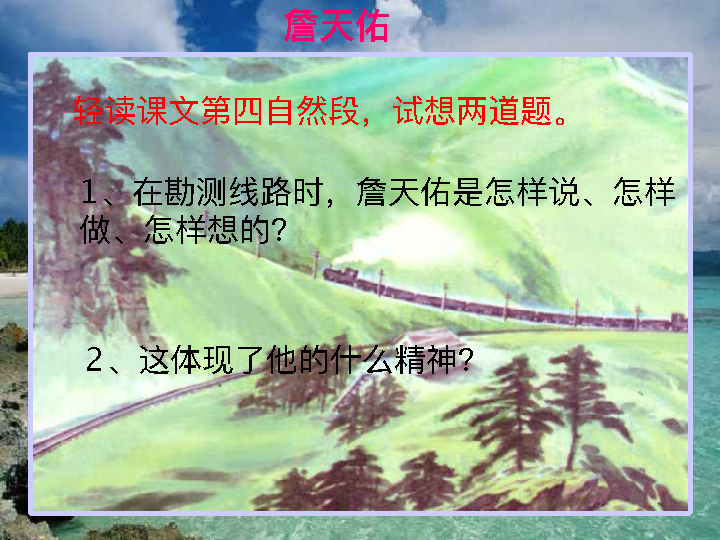 詹天佑
轻读课文第四自然段，试想两道题。
1、在勘测线路时，詹天佑是怎样说、怎样
做、怎样想的？
2、这体现了他的什么精神？